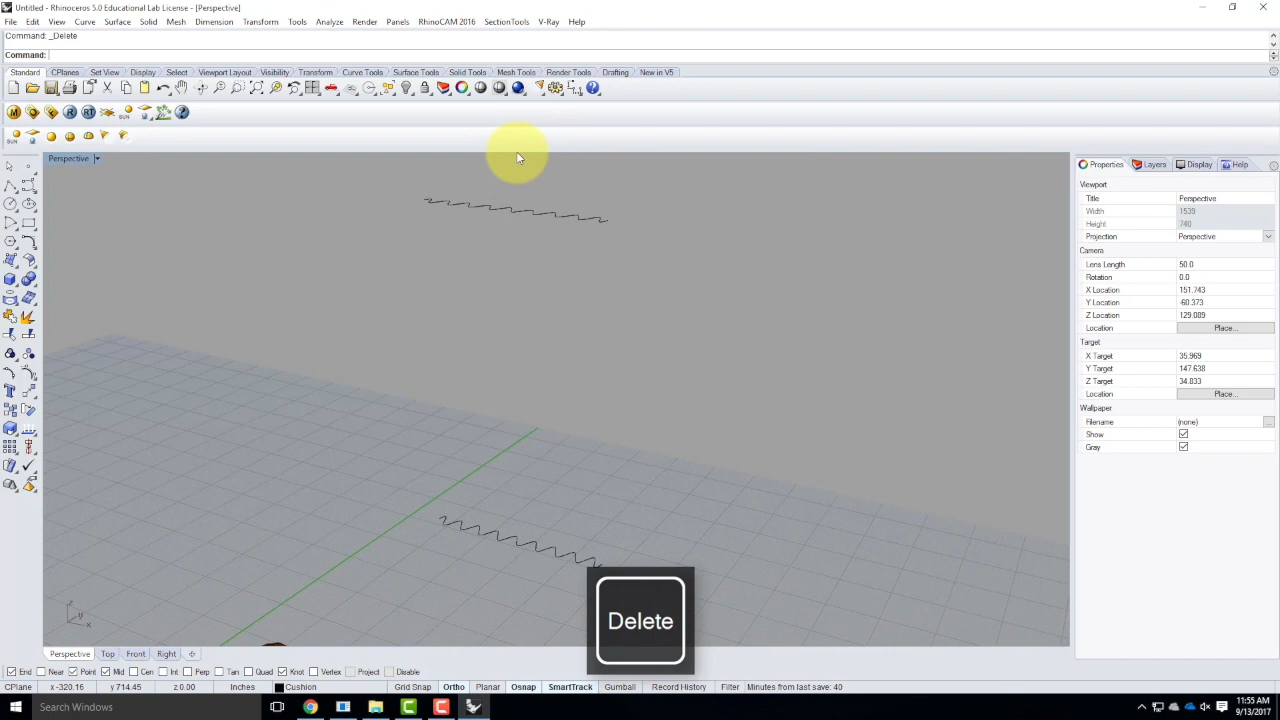 Untitled - Rhinoceros 5.0 Educational Lab License - [Perspective]
File Edit View Curve Surface Solid Mesh Dimension Transform Tools Analyze Render Panels RhinoCAM 2016 SectionTools V-Ray Help
Command: _Delete
Command:
Standard CPlanes Set View Display Select Viewport Layout Visibility Transform Curve Tools Surface Tools Solid Tools Mesh Tools Render Tools Drafting New in V5
M R RT SUN ?
SUN
Perspective
Properties Layers Display Help
Viewport
Title Perspective
Width 1539
Height 740
Projection Perspective
Camera
Lens Length 50.0
Rotation 0.0
X Location 151.743
Y Location -60.373
Z Location 129.089
Location Place...
Target
X Target 35.969
Y Target 147.638
Z Target 34.833
Location Place...
Wallpaper
Filename (none) ...
Show
Gray
z y x
Delete
Perspective Top Front Right
End Near Point Mid Cen Int Perp Tan Quad Knot Vertex Project Disable
CPlane x -320.16 y 714.45 z 0.00 Inches Cushion Grid Snap Ortho Planar Osnap SmartTrack Gumball Record History Filter Minutes from last save: 40
Search Windows
11:55 AM
9/13/2017